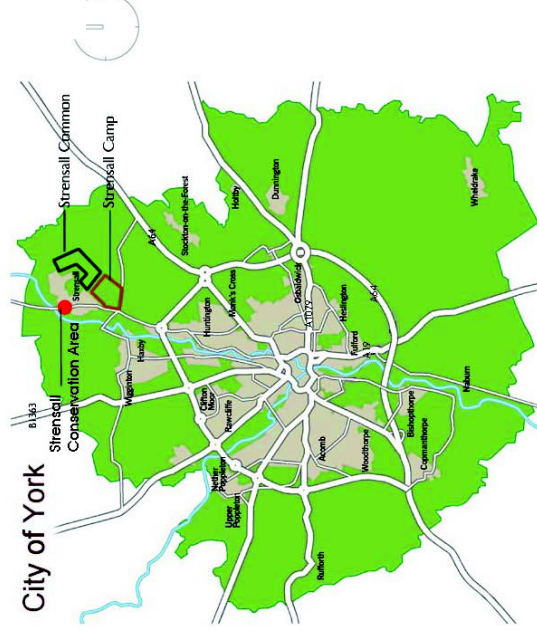 City of York
B1363
Strensall
Conservation Area
Strensall Common
Strensall Camp
Strensall
A64
Stockton-on-the-Forest
Haxby
Wigginton
Huntington
Monk's Cross
Holtby
Dunnington
Clifton
Moor
Rawcliffe
Nether
Poppleton
Upper
Poppleton
Osbaldwick
A1079
Heslington
A64
Fulford
A19
Acomb
Woodthorpe
Rufforth
Bishopthorpe
Copmanthorpe
Naburn
Wheldrake